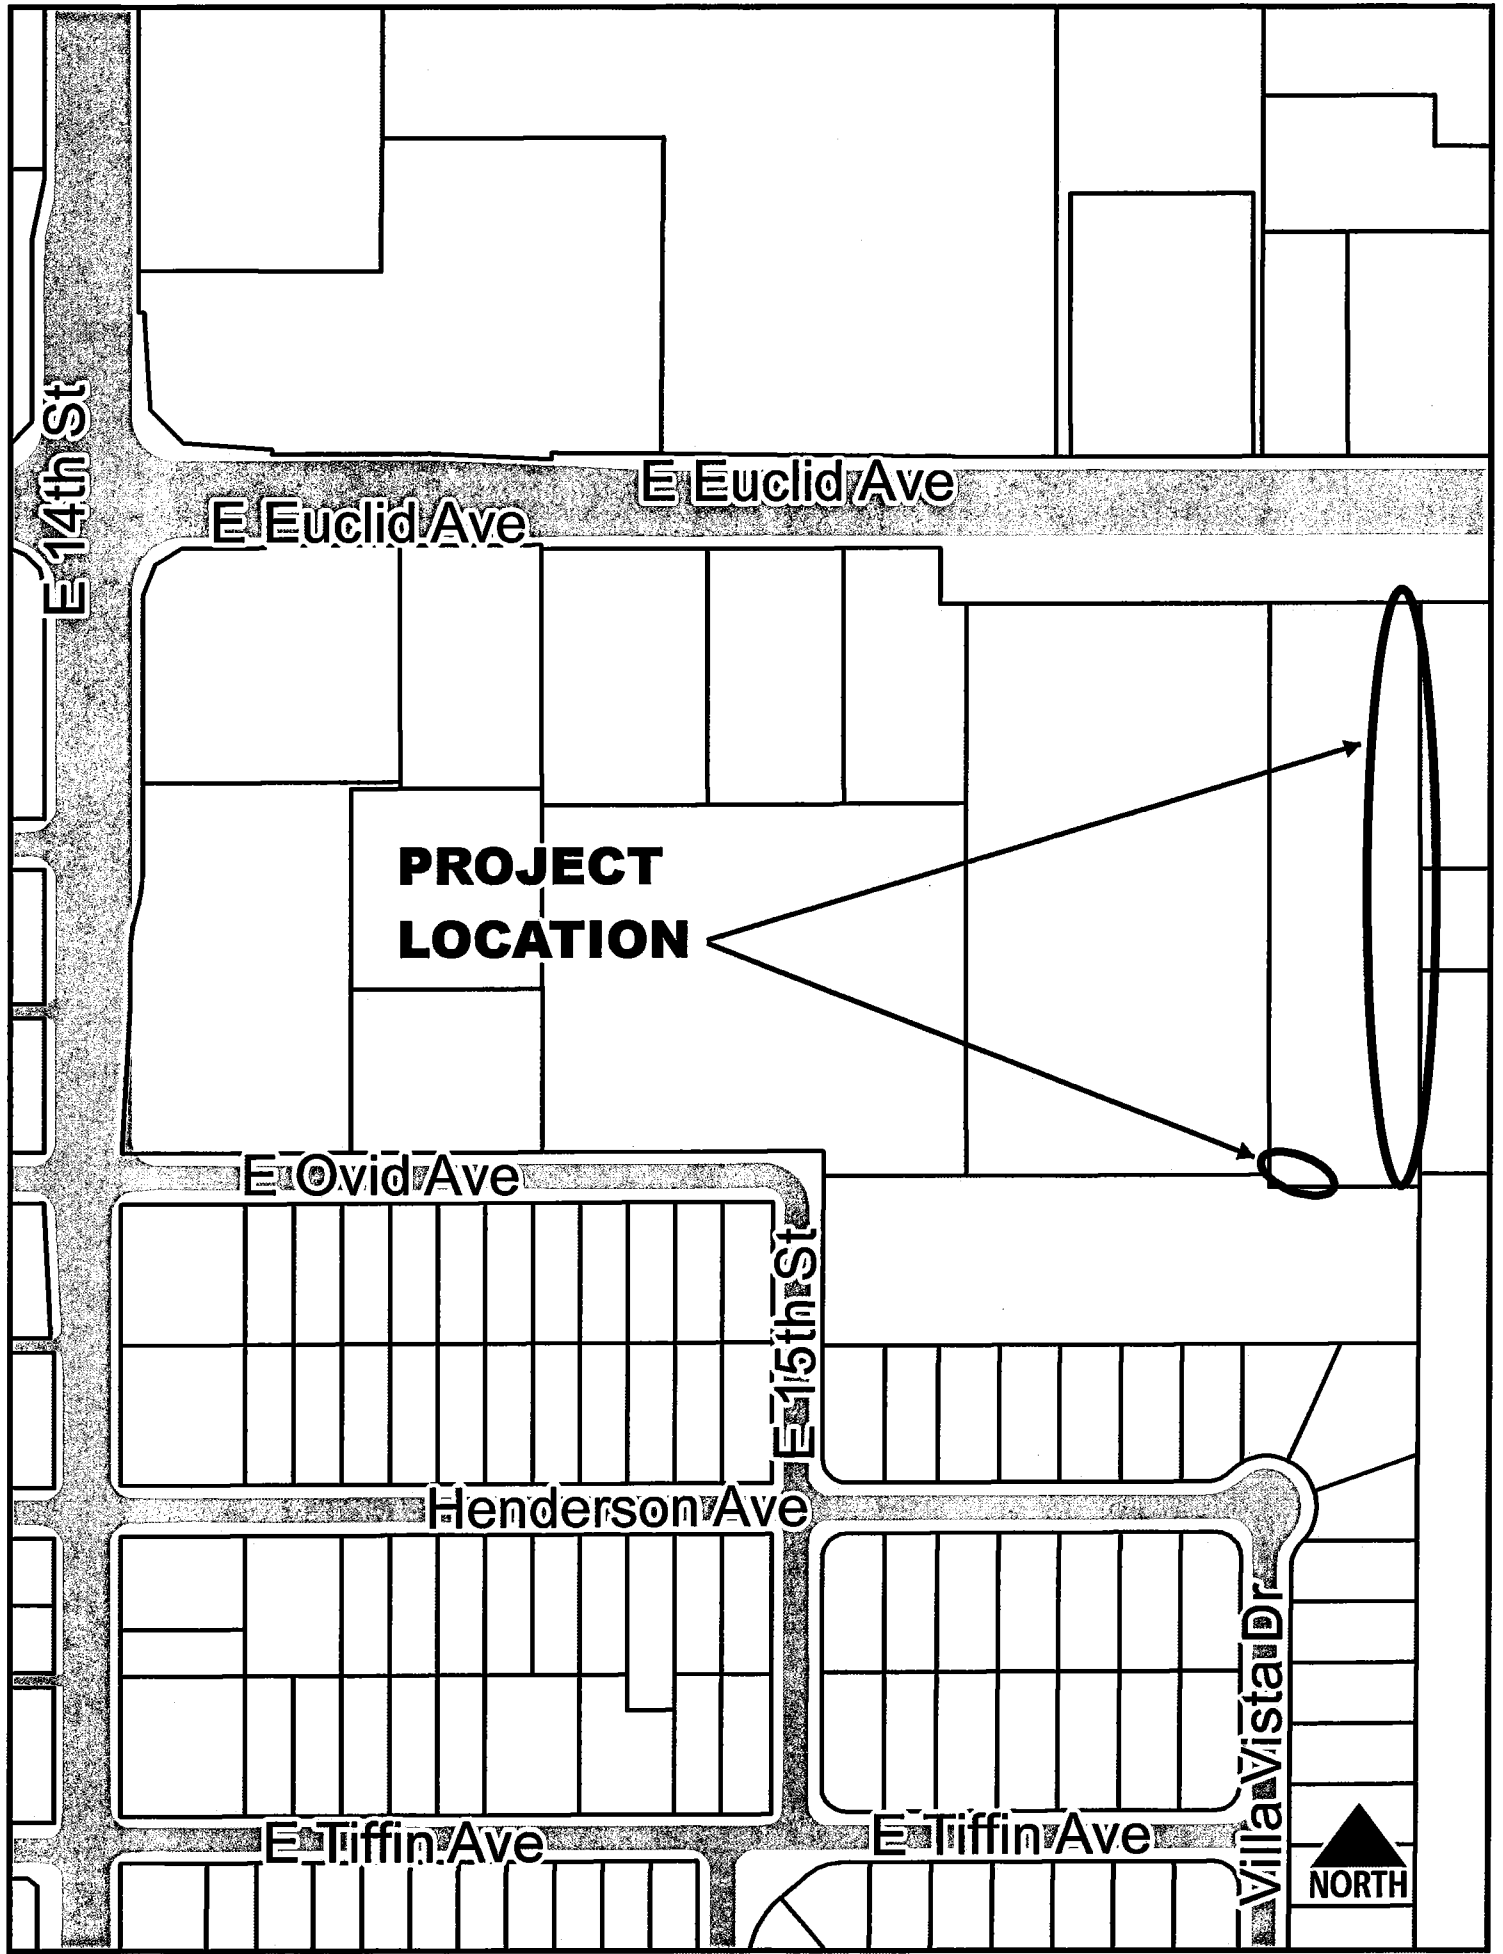 E 14th St
E Euclid Ave
E Euclid Ave
PROJECT
LOCATION
E Ovid Ave
E 15th St
Henderson Ave
Villa Vista Dr
E Tiffin Ave
E Tiffin Ave
NORTH